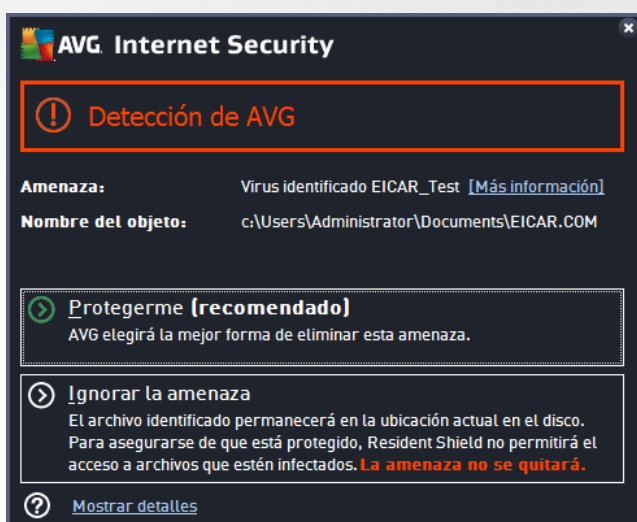 AVG. Internet Security
Detección de AVG
Amenaza: Virus identificado EICAR_Test [Más información]
Nombre del objeto: c:\Users\Administrator\Documents\EICAR.COM
Protegerme (recomendado)
AVG elegirá la mejor forma de eliminar esta amenaza.
Ignorar la amenaza
El archivo identificado permanecerá en la ubicación actual en el disco.
Para asegurarse de que está protegido, Resident Shield no permitirá el
acceso a archivos que estén infectados. La amenaza no se quitará.
Mostrar detalles